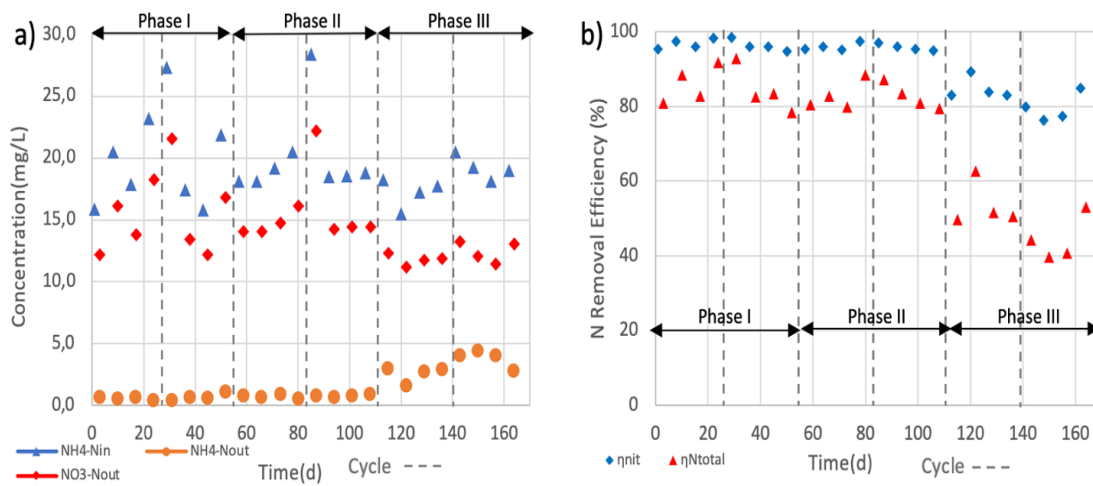 a)
Phase I
Phase II
Phase III
30,0
25,0
20,0
15,0
10,0
5,0
0,0
Concentration(mg/L)
0 20 40 60 80 100 120 140 160
NH4-Nin
NH4-Nout
NO3-Nout
Time(d)
Cycle
b)
100
80
60
40
20
0
N Removal Efficiency (%)
Phase I
Phase II
Phase III
0 20 40 60 80 100 120 140 160
ηnit
ηNtotal
Time(d)
Cycle